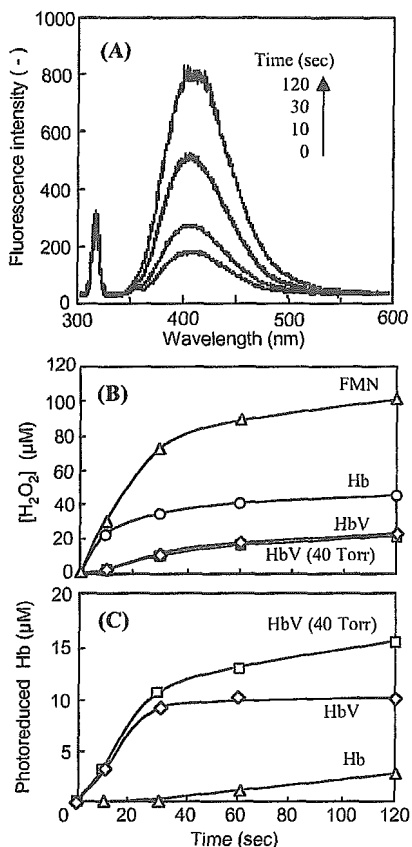 1000
(A)
Time (sec)
120
30
10
0
800
600
400
200
0
Fluorescence intensity ( - )
300 400 500 600
Wavelength (nm)
120
(B)
FMN
100
80
60
Hb
40
HbV
20
HbV (40 Torr)
0
[H₂O₂] (μM)
20
(C)
HbV (40 Torr)
15
10
HbV
5
Hb
Photoreduced Hb (μM)
0 20 40 60 80 100 120
Time (sec)